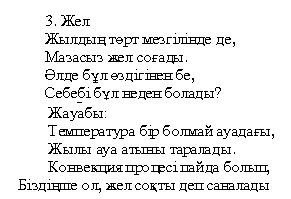 3. Жел
Жылдың төрт мезгілінде де,
Мазасыз жел соғады.
Әлде бұл өздігінен бе,
Себебі бұл неден болады?
Жауабы:
Температура бір болмай ауадағы,
Жылы ауа атыны таралады.
Конвекция процесі пайда болып,
Біздіңше ол, жел соқты деп саналады